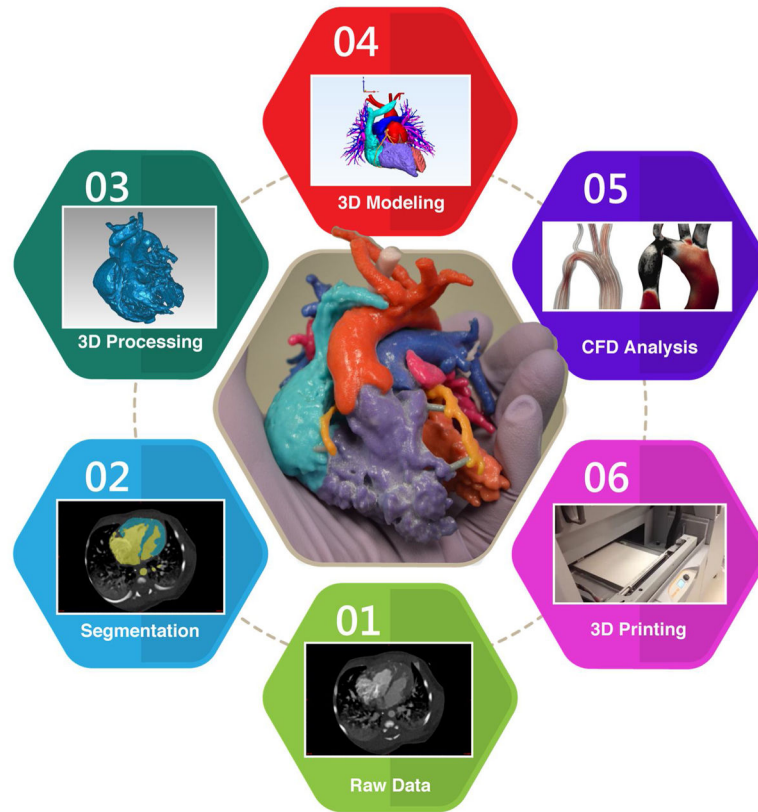 04
3D Modeling
03
3D Processing
05
CFD Analysis
02
Segmentation
06
3D Printing
01
Raw Data